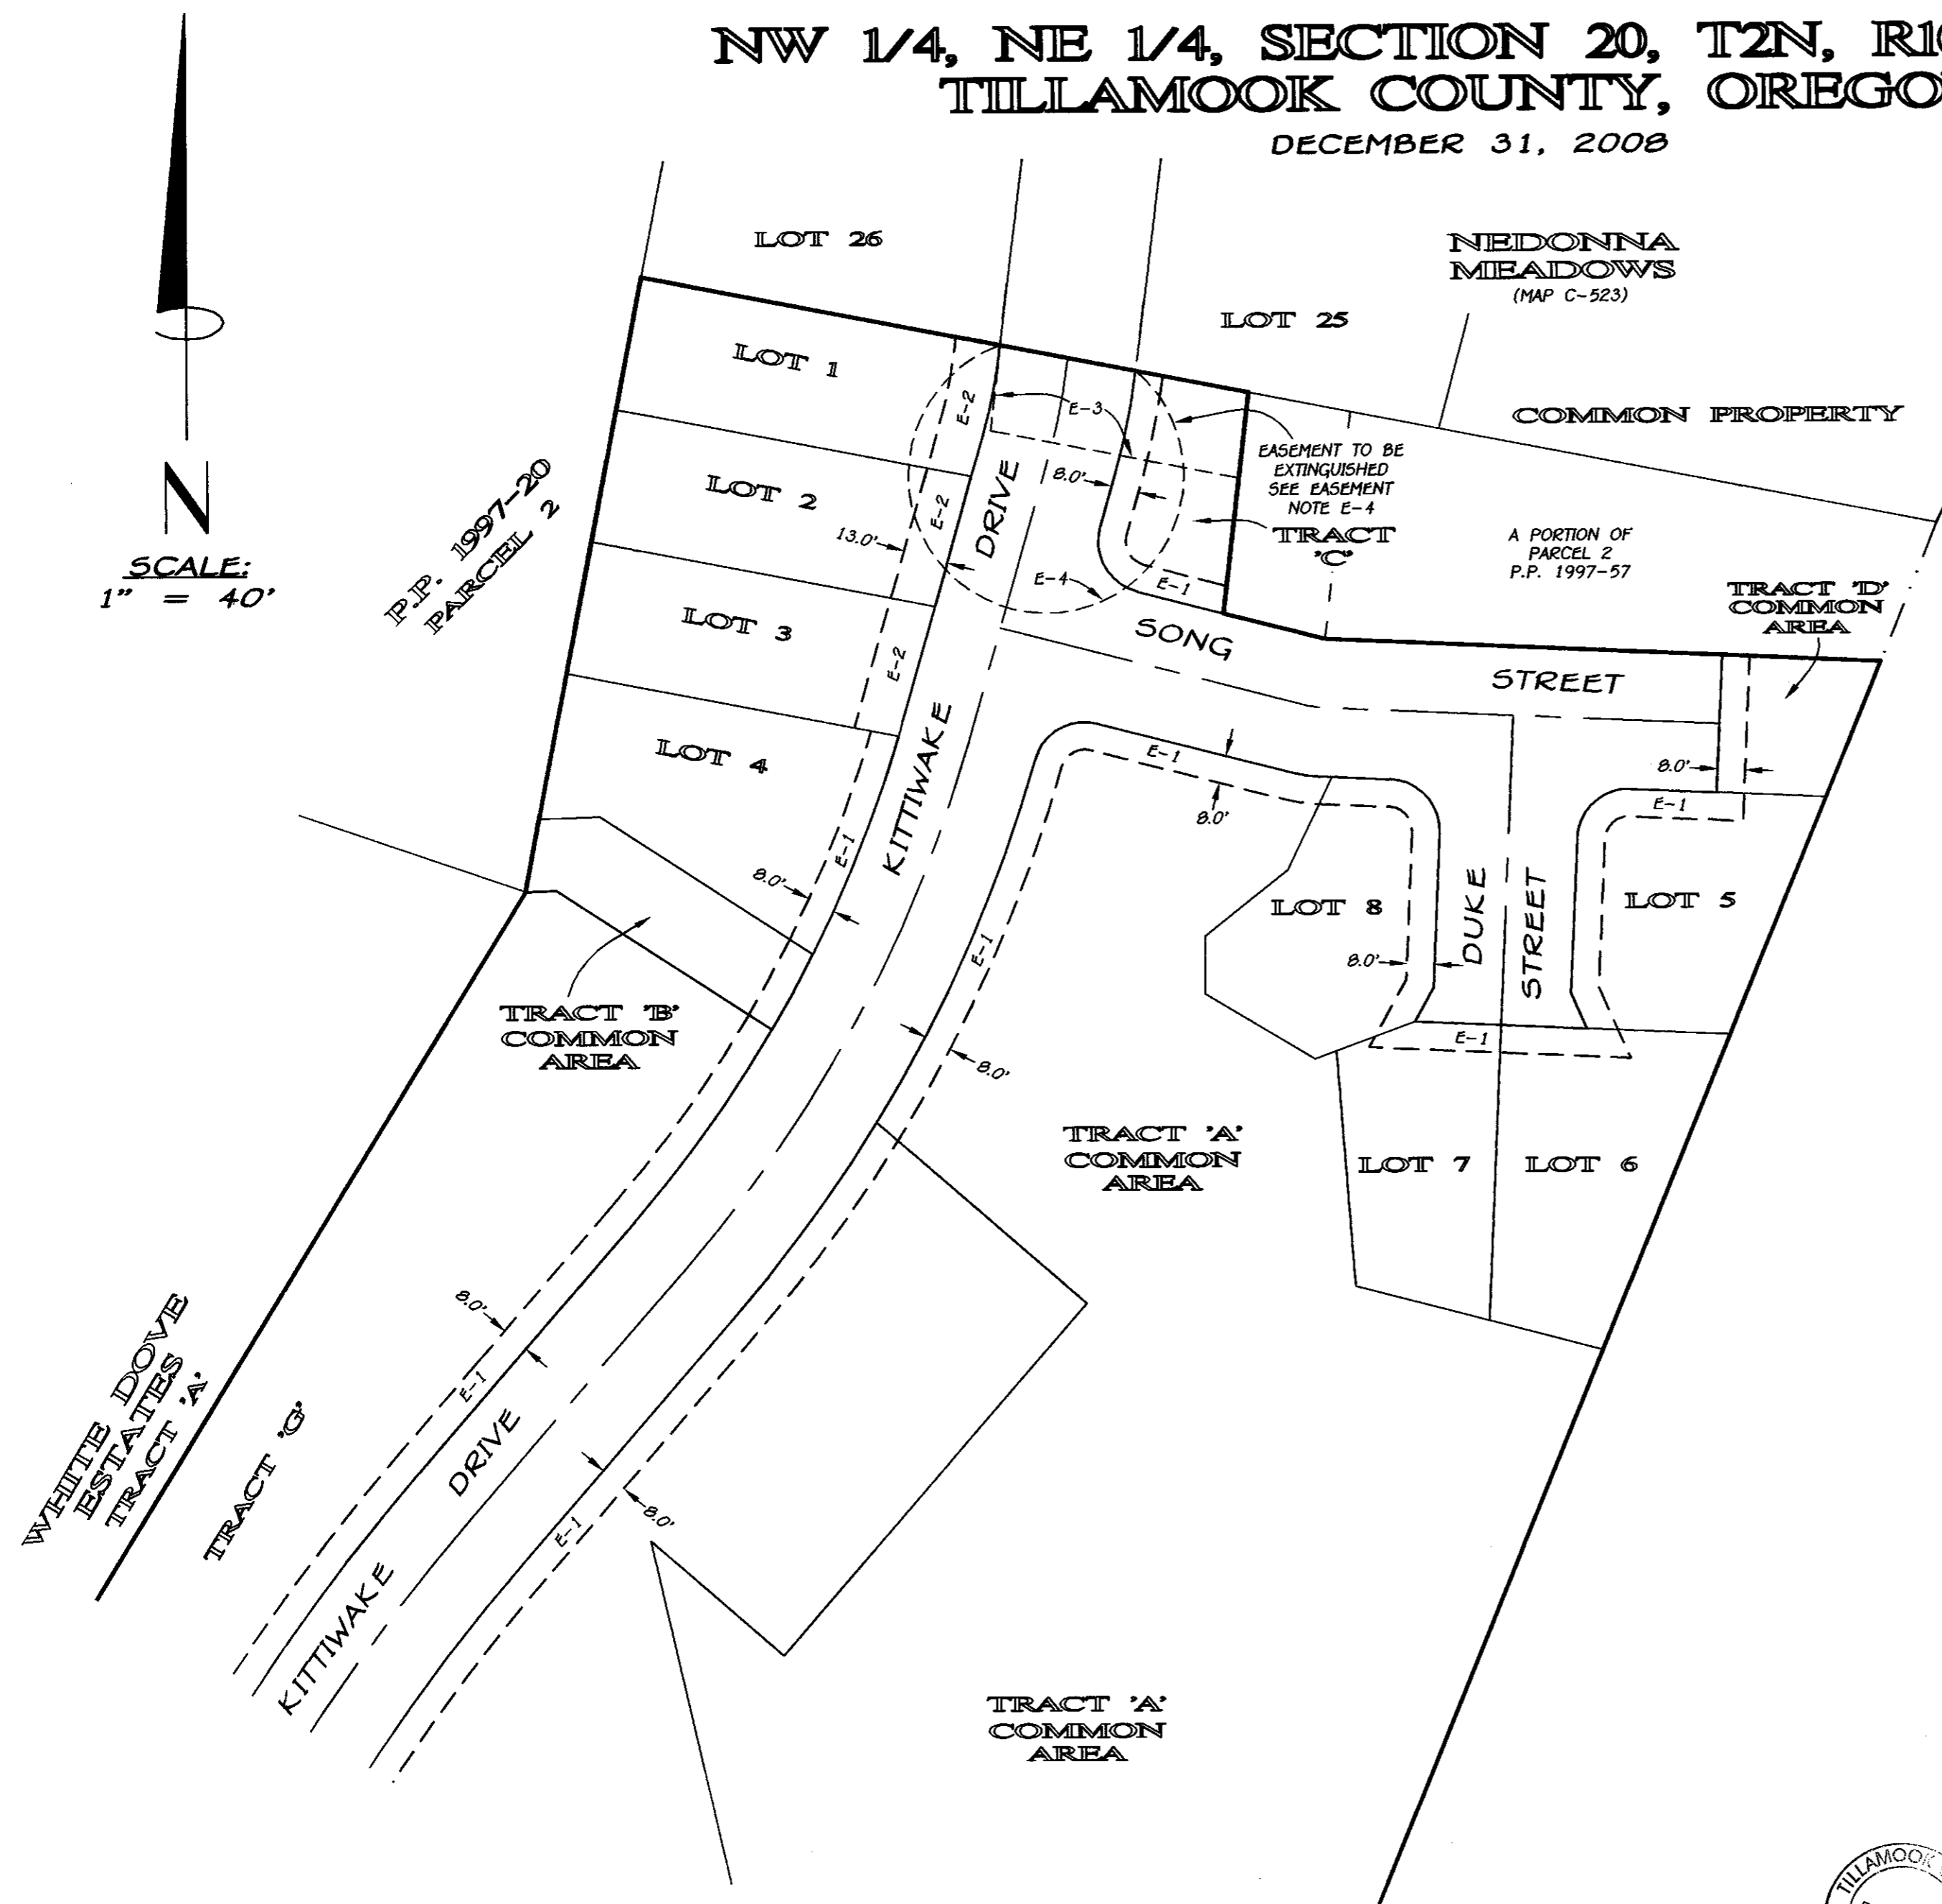 NW 1/4, NE 1/4, SECTION 20, T2N,
TILLAMOOK COUNTY,
DECEMBER 31, 2008
LOT 26
NEDONNA
MEADOWS
(MAP C-523)
LOT 25
LOT 1
E-2
E-3
COMMON PROPERTY
EASEMENT TO BE
EXTINGUISHED
SEE EASEMENT
NOTE E-4
8.0'
N
SCALE:
1" = 40'
P.P. 1997-20
PARCEL 2
LOT 2
13.0'
E-2
DRIVE
TRACT
'C'
A PORTION OF
PARCEL 2
P.P. 1997-57
E-4
E-1
TRACT 'D'
COMMON
AREA
LOT 3
E-2
SONG
STREET
LOT 4
KITTIWAKE
E-1
8.0'
8.0'
E-1
E-1
8.0'
LOT 8
DUKE
STREET
LOT 5
8.0'
E-1
TRACT 'B'
COMMON
AREA
E-1
8.0'
TRACT 'A'
COMMON
AREA
LOT 7
LOT 6
8.0'
WHITE DOVE
ESTATES
TRACT 'A'
TRACT 'G'
E-1
DRIVE
E-1
8.0'
KITTIWAKE
TRACT 'A'
COMMON
AREA
TILLAMOOK